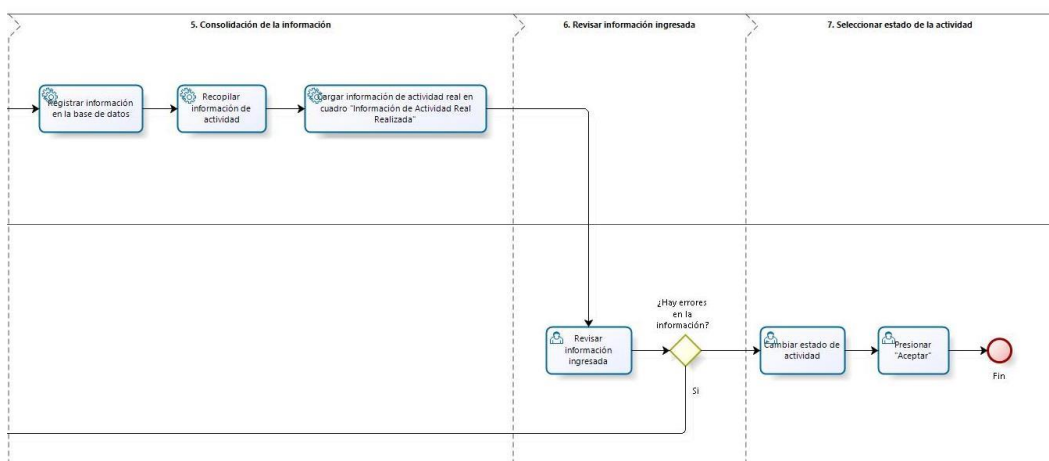 5. Consolidación de la información
6. Revisar información ingresada
7. Seleccionar estado de la actividad
Registrar información
en la base de datos
Recopilar
información de
actividad
Cargar información de actividad real en
cuadro "Información de Actividad Real
Realizada"
¿Hay errores
en la
información?
Revisar
información
ingresada
Si
Cambiar estado de
actividad
Presionar
"Aceptar"
Fin